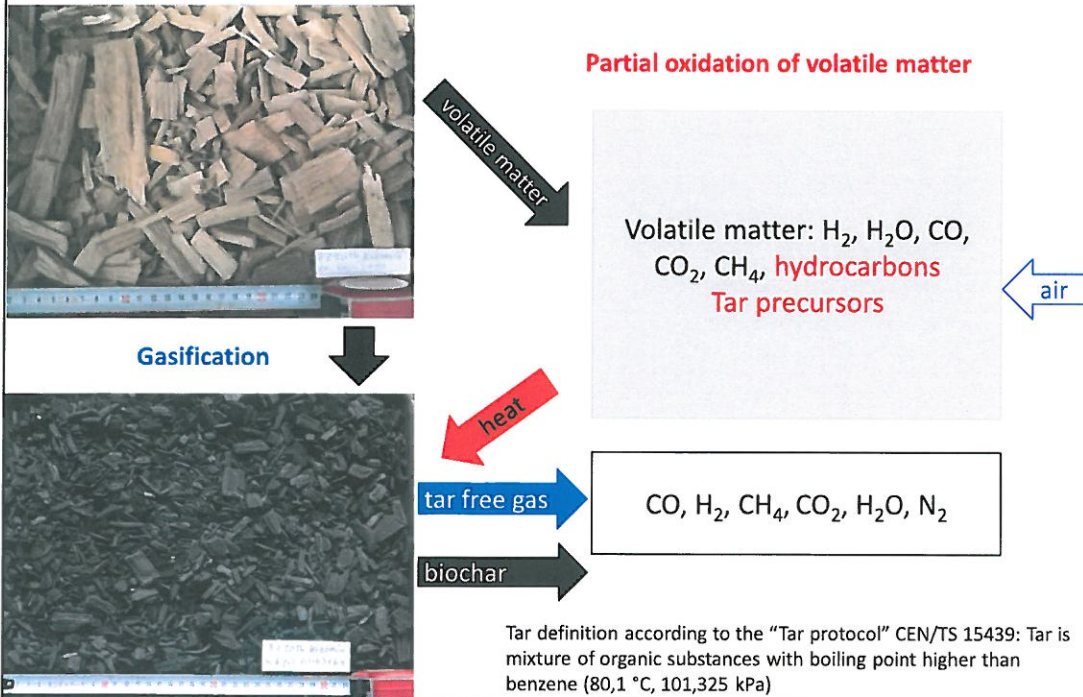 Partial oxidation of volatile matter
volatile matter
Volatile matter: H₂, H₂O, CO,
CO₂, CH₄, hydrocarbons
Tar precursors
air
Gasification
heat
tar free gas
CO, H₂, CH₄, CO₂, H₂O, N₂
biochar
Tar definition according to the “Tar protocol” CEN/TS 15439: Tar is
mixture of organic substances with boiling point higher than
benzene (80,1 °C, 101,325 kPa)